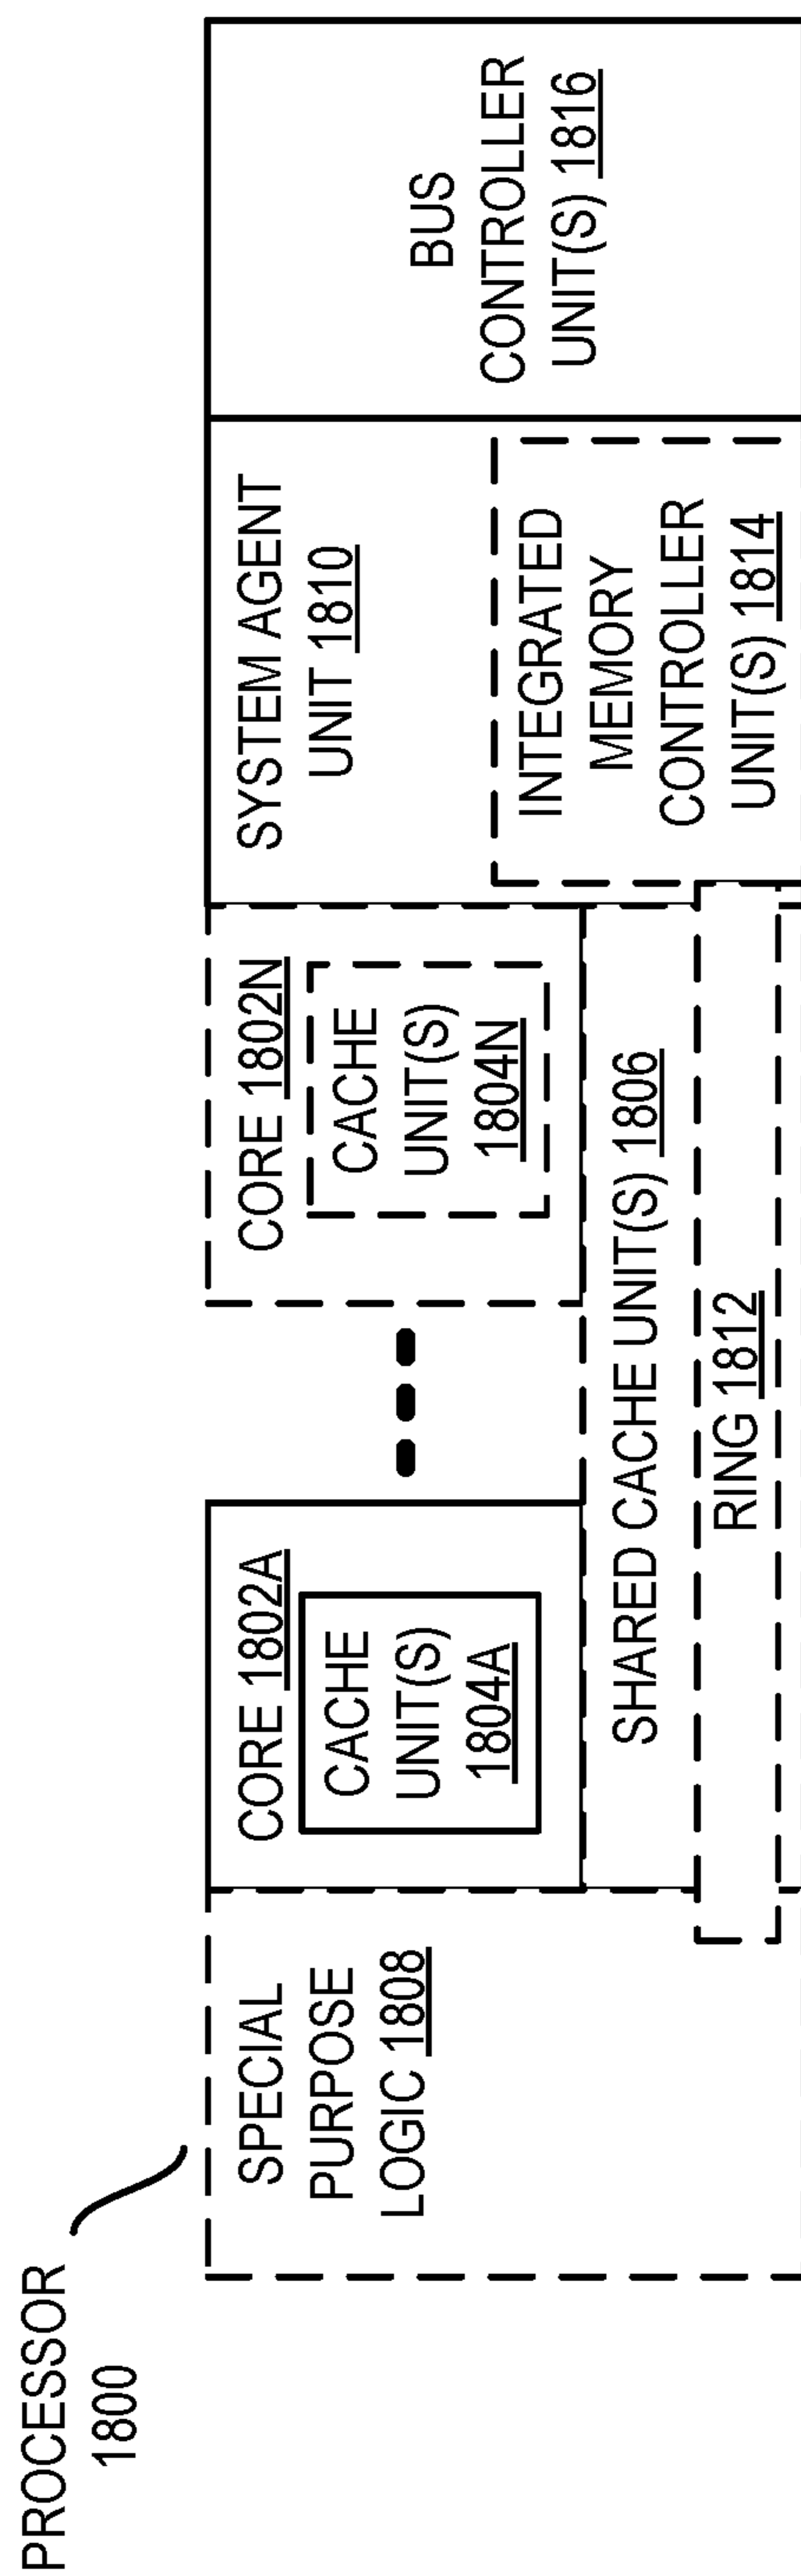 PROCESSOR
1800
SPECIAL
PURPOSE
LOGIC 1808
CORE 1802A
CACHE
UNIT(S)
1804A
CORE 1802N
CACHE
UNIT(S)
1804N
SHARED CACHE UNIT(S) 1806
RING 1812
SYSTEM AGENT
UNIT 1810
INTEGRATED
MEMORY
CONTROLLER
UNIT(S) 1814
BUS
CONTROLLER
UNIT(S) 1816